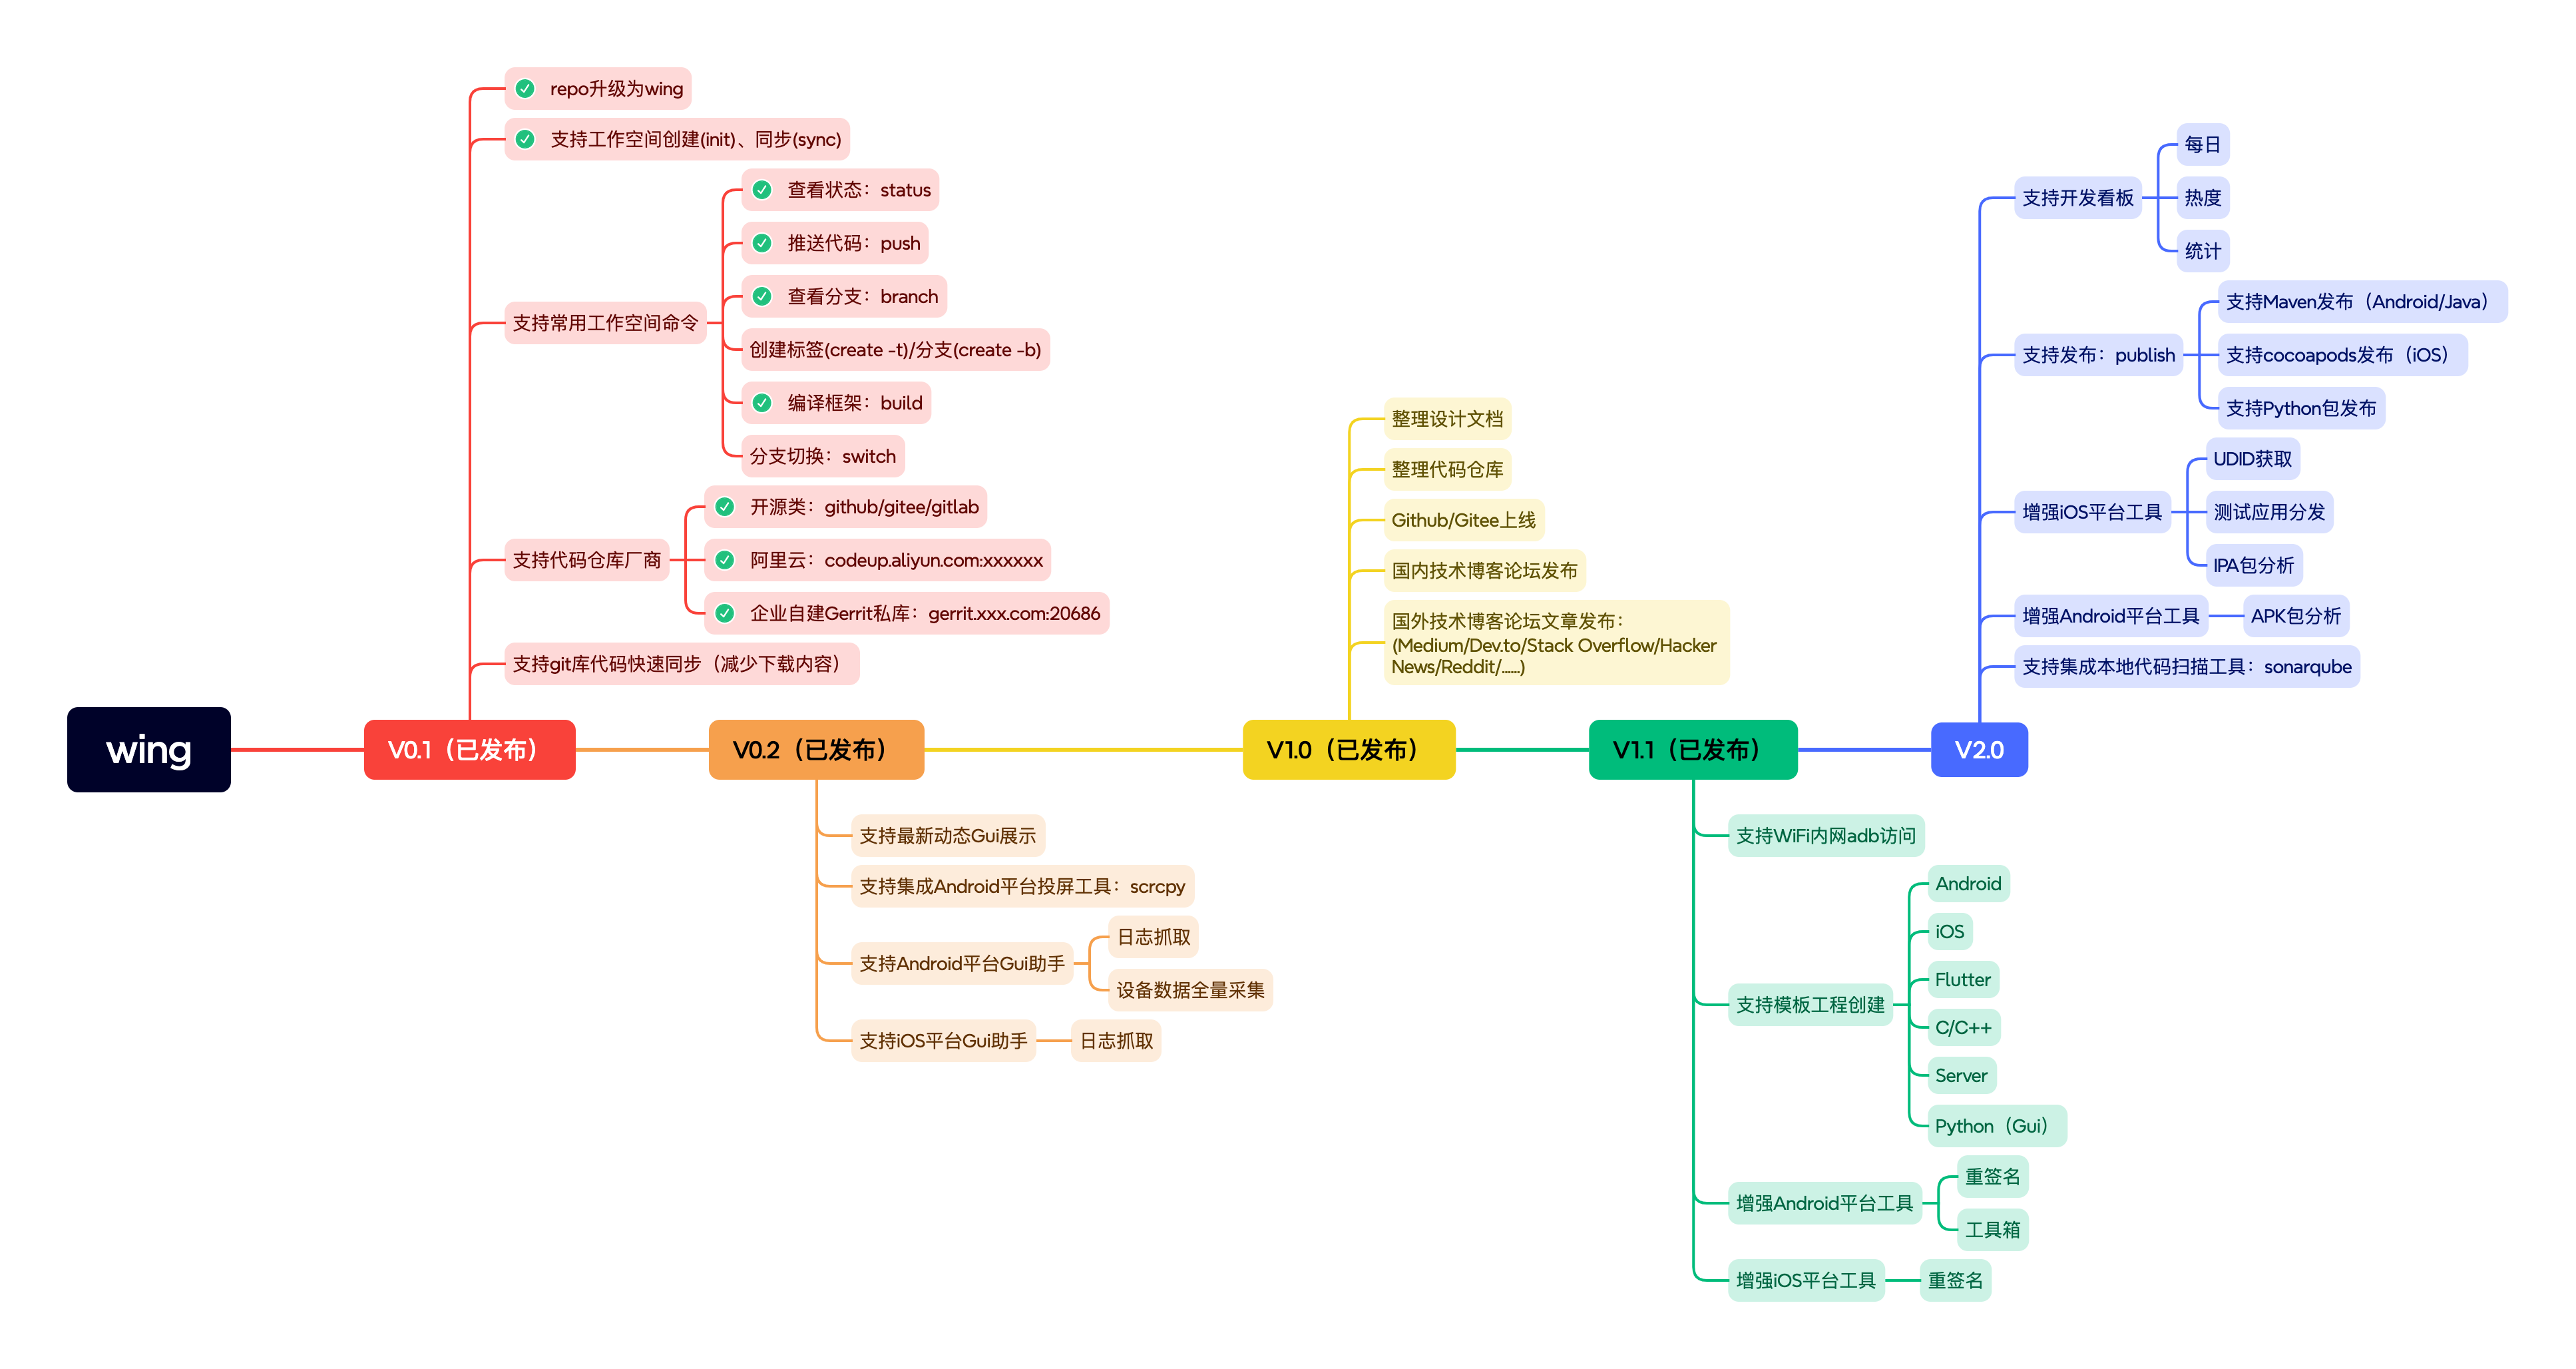 wing
V0.1（已发布）
repo升级为wing
支持工作空间创建(init)、同步(sync)
支持常用工作空间命令
查看状态：status
推送代码：push
查看分支：branch
创建标签(create -t)/分支(create -b)
编译框架：build
分支切换：switch
支持代码仓库厂商
开源类：github/gitee/gitlab
阿里云：codeup.aliyun.com:xxxxxx
企业自建Gerrit私库：gerrit.xxx.com:20686
支持git库代码快速同步（减少下载内容）
V0.2（已发布）
支持最新动态Gui展示
支持集成Android平台投屏工具：scrcpy
支持Android平台Gui助手
日志抓取
设备数据全量采集
支持iOS平台Gui助手
日志抓取
V1.0（已发布）
整理设计文档
整理代码仓库
Github/Gitee上线
国内技术博客论坛发布
国外技术博客论坛文章发布：
(Medium/Dev.to/Stack Overflow/Hacker
News/Reddit/......)
V1.1（已发布）
支持WiFi内网adb访问
支持模板工程创建
Android
iOS
Flutter
C/C++
Server
Python（Gui）
增强Android平台工具
重签名
工具箱
增强iOS平台工具
重签名
V2.0
支持开发看板
每日
热度
统计
支持发布：publish
支持Maven发布（Android/Java）
支持cocoapods发布（iOS）
支持Python包发布
增强iOS平台工具
UDID获取
测试应用分发
IPA包分析
增强Android平台工具
APK包分析
支持集成本地代码扫描工具：sonarqube